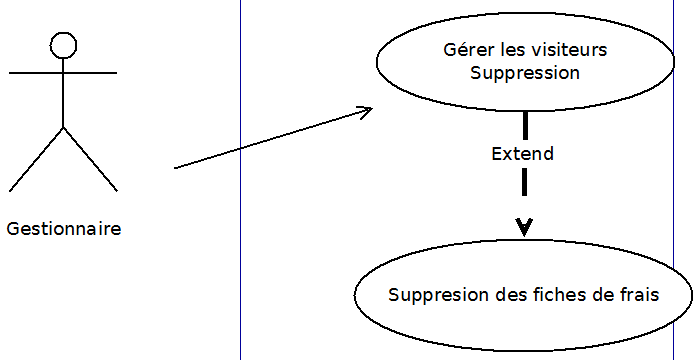 Gérer les visiteurs
Suppression
Extend
Gestionnaire
Suppresion des fiches de frais